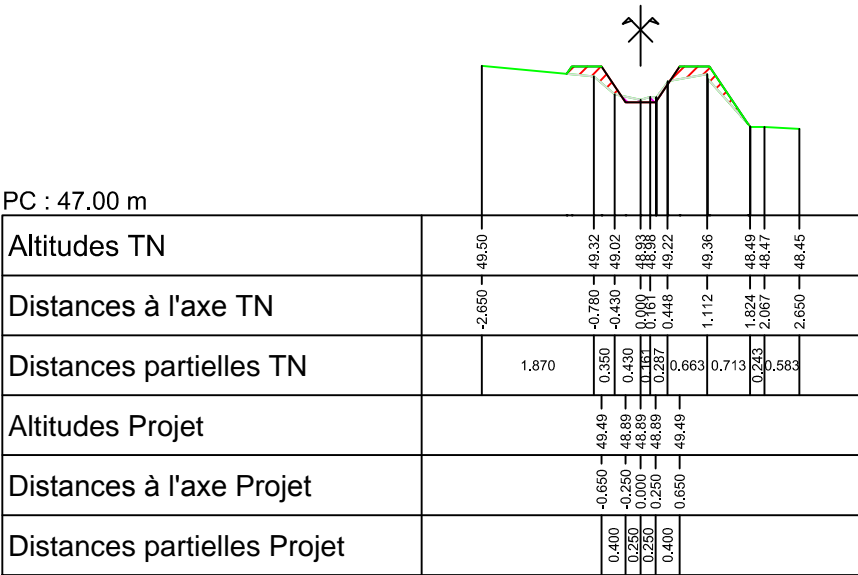 PC : 47.00 m
Altitudes TN 49.50 49.32 49.02 48.93 48.98 49.22 49.36 48.49 48.47 48.45
Distances à l'axe TN -2.650 -0.780 -0.430 0.000 0.161 0.448 1.112 1.824 2.067 2.650
Distances partielles TN 1.870 0.350 0.430 0.161 0.287 0.663 0.713 0.243 0.583
Altitudes Projet 49.49 48.89 48.89 48.89 49.49
Distances à l'axe Projet -0.650 -0.250 0.000 0.250 0.650
Distances partielles Projet 0.400 0.250 0.250 0.400